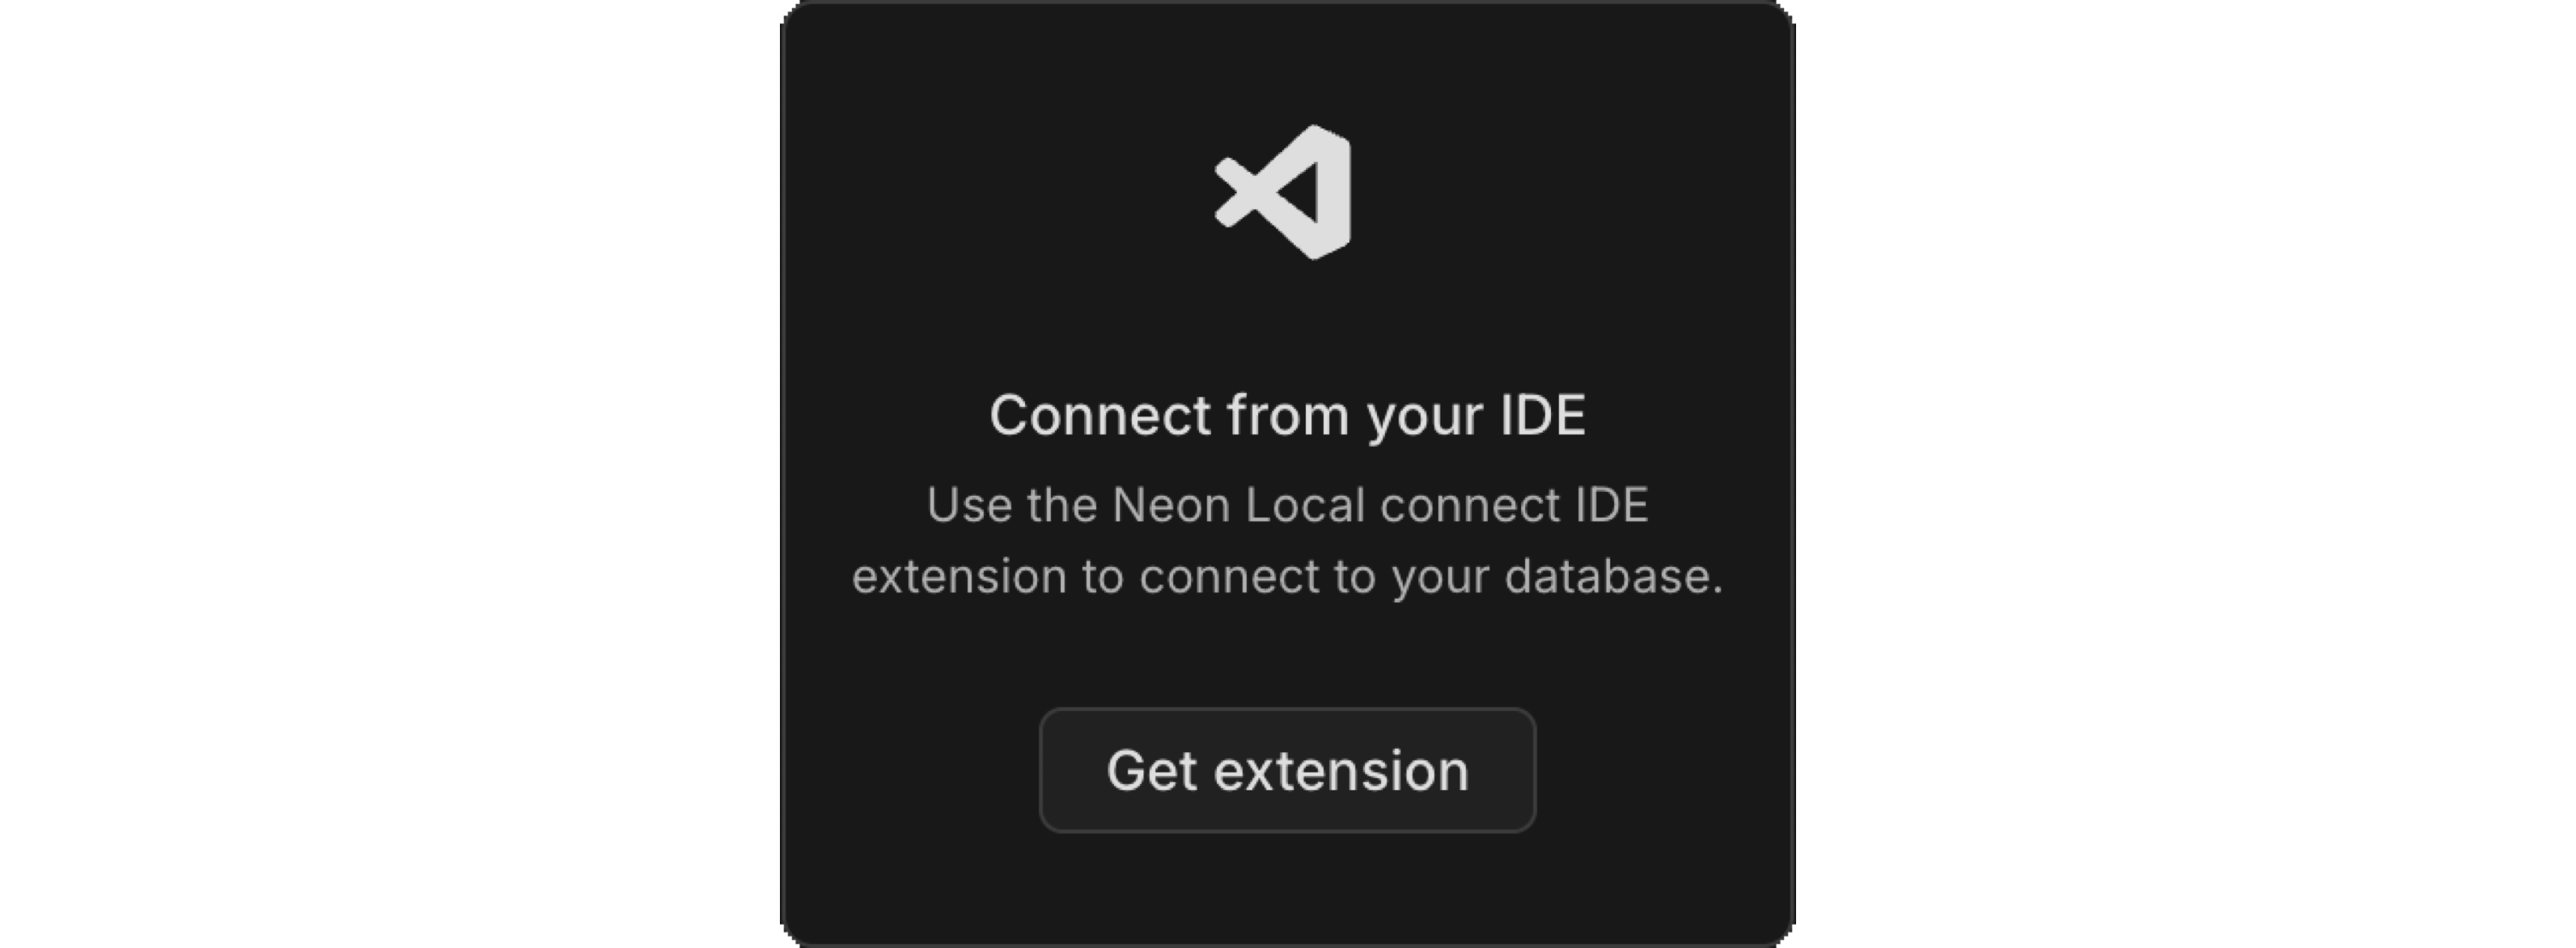 Connect from your IDE
Use the Neon Local connect IDE
extension to connect to your database.
Get extension